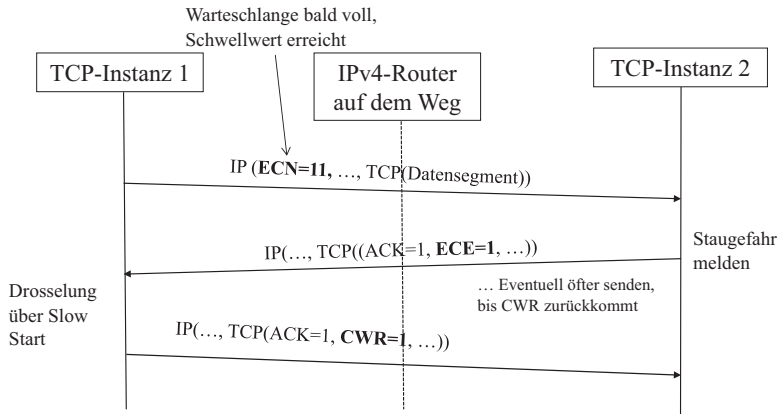 Warteschlange bald voll,
Schwellwert erreicht
TCP-Instanz 1
IPv4-Router
auf dem Weg
TCP-Instanz 2
IP (ECN=11, …, TCP(Datensegment))
IP(…, TCP((ACK=1, ECE=1, …))
Staugefahr
melden
… Eventuell öfter senden,
bis CWR zurückkommt
Drosselung
über Slow
Start
IP(…, TCP(ACK=1, CWR=1, …))